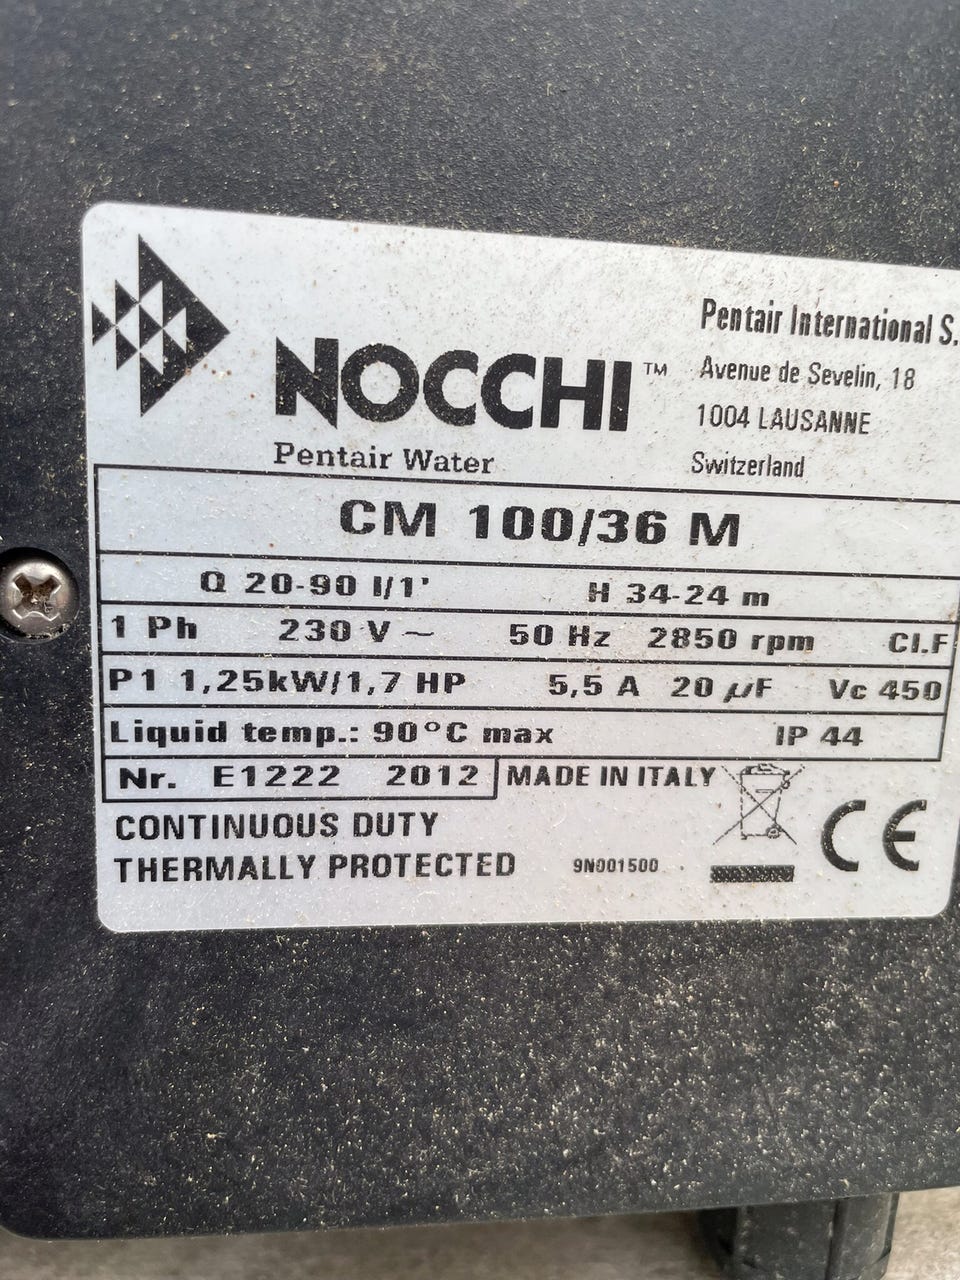 NOCCHI™
Pentair Water
Pentair International S.
Avenue de Sevelin, 18
1004 LAUSANNE
Switzerland
CM 100/36 M
Q 20-90 l/1' H 34-24 m
1 Ph 230 V ~ 50 Hz 2850 rpm Cl.F
P1 1,25kW/1,7 HP 5,5 A 20 µF Vc 450
Liquid temp.: 90°C max IP 44
Nr. E1222 2012 MADE IN ITALY
CONTINUOUS DUTY
THERMALLY PROTECTED 9N001500
CE